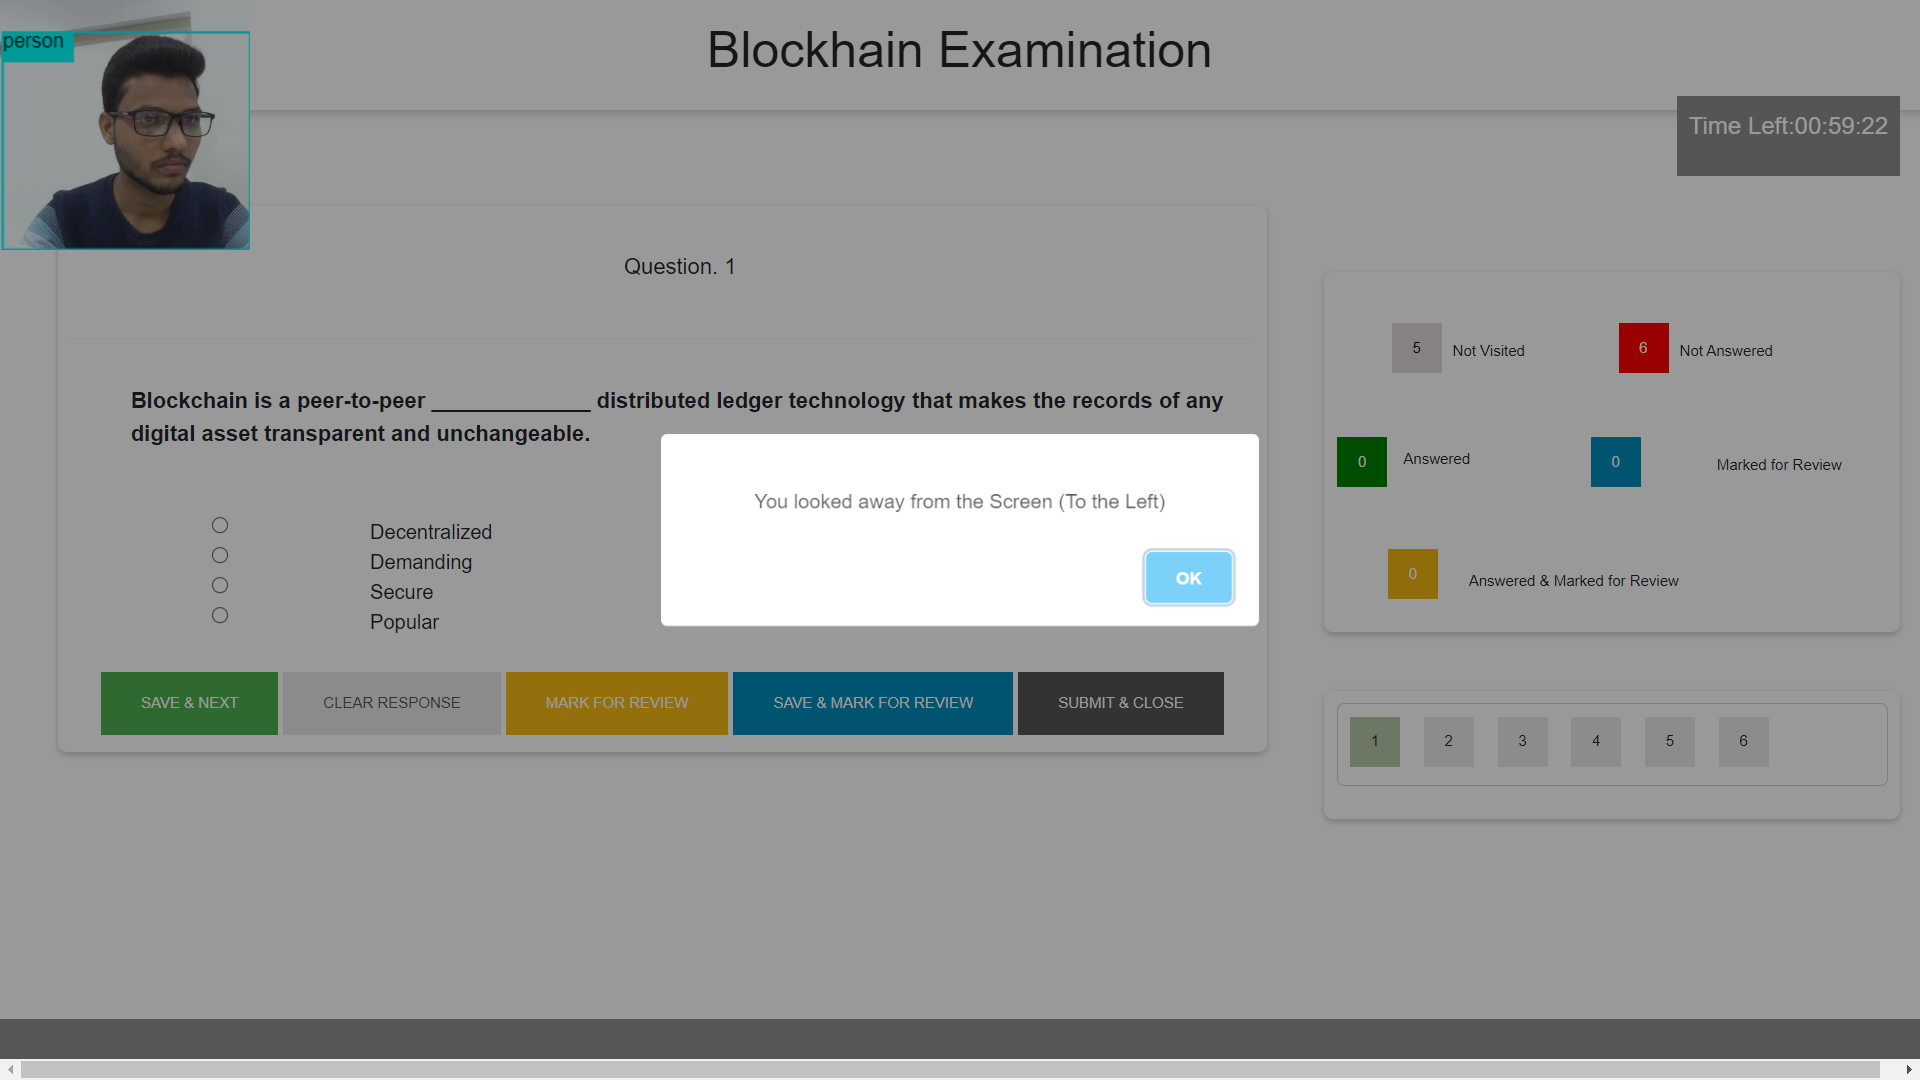 person
Blockhain Examination
Time Left:00:59:22
Question. 1
Blockchain is a peer-to-peer _____________ distributed ledger technology that makes the records of any
digital asset transparent and unchangeable.
Decentralized
Demanding
Secure
Popular
You looked away from the Screen (To the Left)
OK
SAVE & NEXT
CLEAR RESPONSE
MARK FOR REVIEW
SAVE & MARK FOR REVIEW
SUBMIT & CLOSE
5 Not Visited
6 Not Answered
0 Answered
0 Marked for Review
0 Answered & Marked for Review
1 2 3 4 5 6